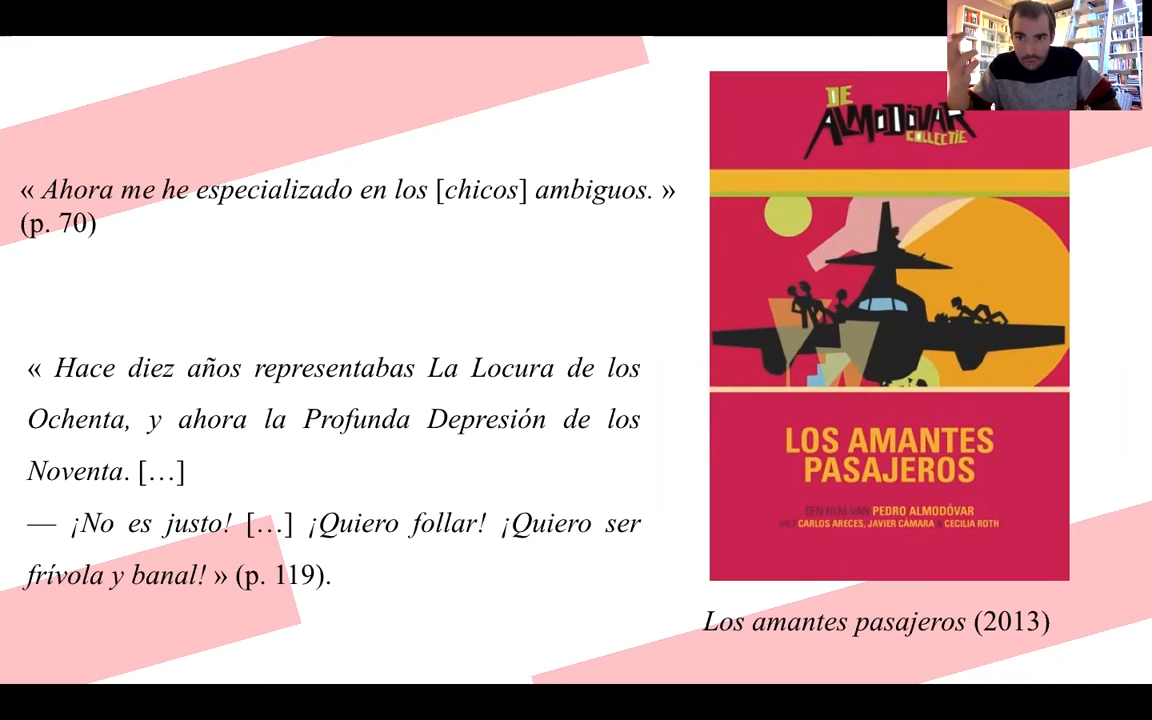 « Ahora me he especializado en los [chicos] ambiguos. »
(p. 70)
« Hace diez años representabas La Locura de los
Ochenta, y ahora la Profunda Depresión de los
Noventa. […]
— ¡No es justo! […] ¡Quiero follar! ¡Quiero ser
frívola y banal! » (p. 119).
DE
ALMODÓVAR
COLLECTIE
LOS AMANTES
PASAJEROS
EEN FILM VAN PEDRO ALMODÓVAR
MET CARLOS ARECES, JAVIER CÁMARA & CECILIA ROTH
Los amantes pasajeros (2013)